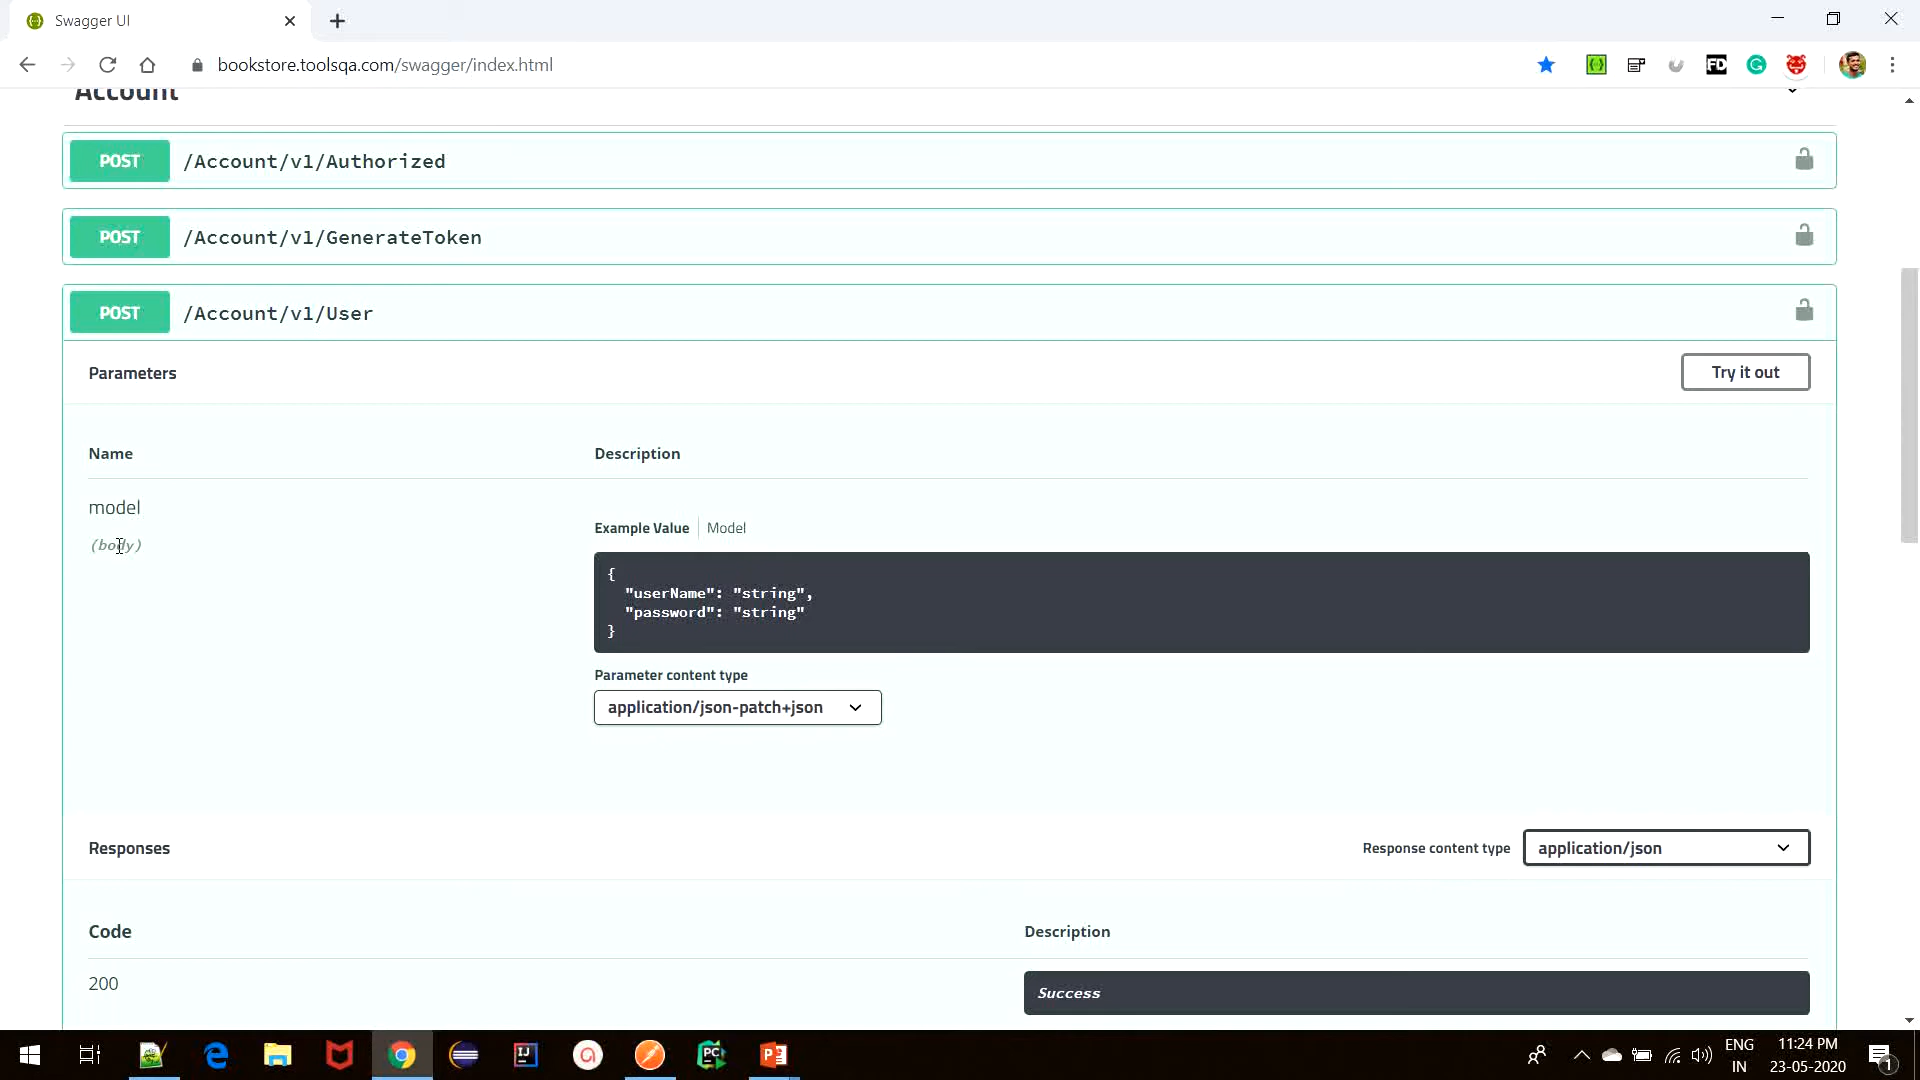 Swagger UI
bookstore.toolsqa.com/swagger/index.html
FD
Account
POST /Account/v1/Authorized
POST /Account/v1/GenerateToken
POST /Account/v1/User
Parameters
Try it out
Name Description
model
(body)
Example Value Model
{
"userName": "string",
"password": "string"
}
Parameter content type
application/json-patch+json
Responses
Response content type application/json
Code Description
200
Success
ENG 11:24 PM
IN 23-05-2020
1